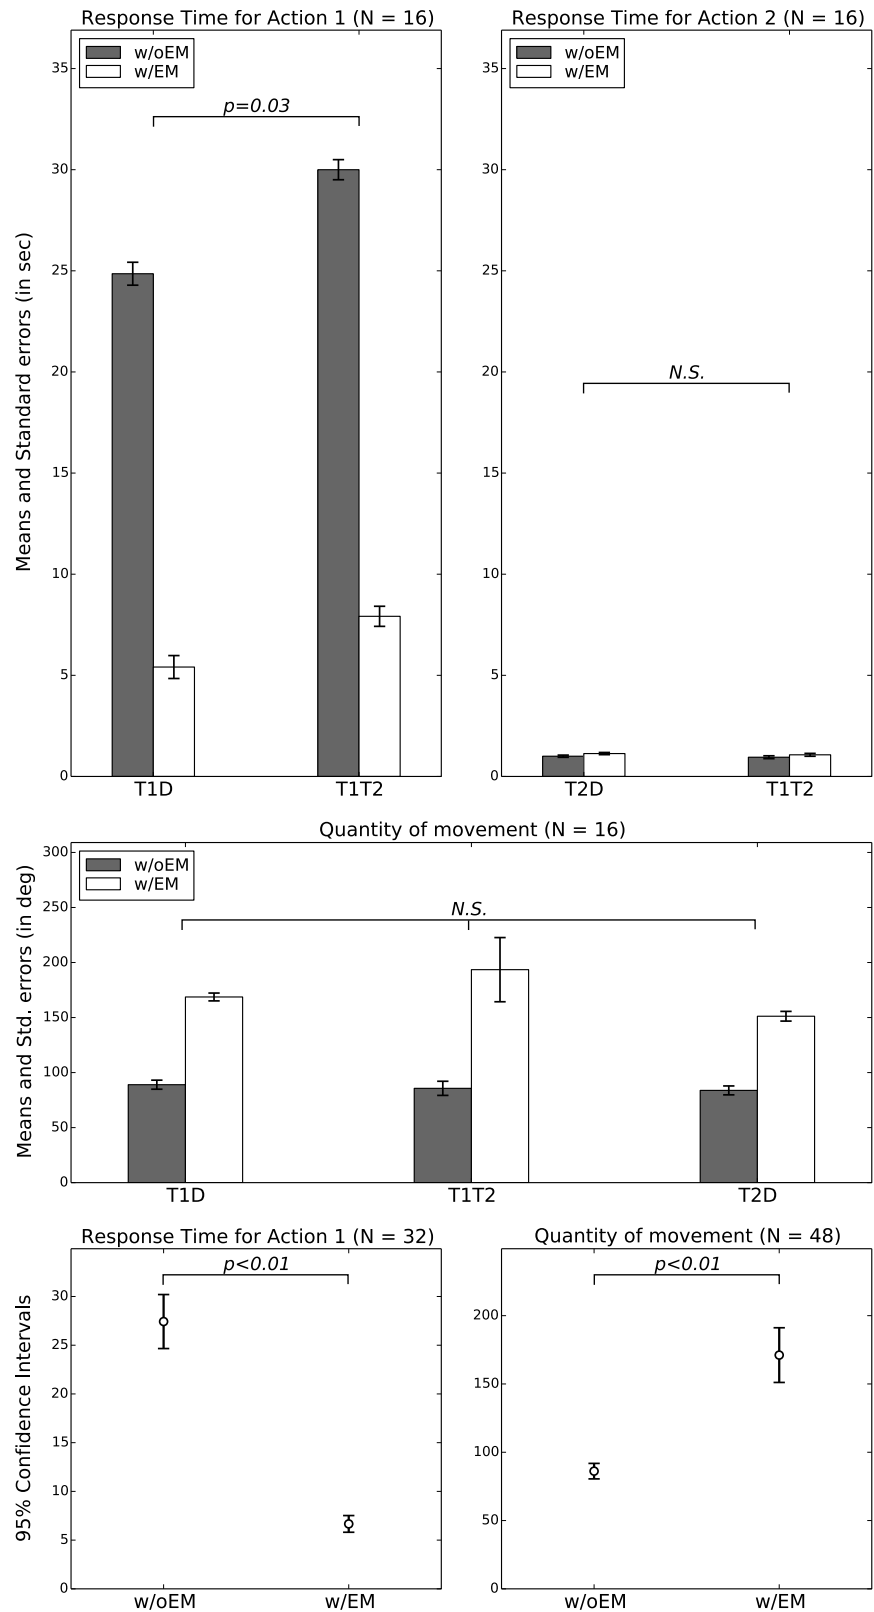 Response Time for Action 1 (N = 16)
Response Time for Action 2 (N = 16)
w/oEM
w/EM
w/oEM
w/EM
p=0.03
N.S.
Means and Standard errors (in sec)
35
30
25
20
15
10
5
0
35
30
25
20
15
10
5
0
T1D
T1T2
T2D
T1T2
Quantity of movement (N = 16)
w/oEM
w/EM
N.S.
Means and Std. errors (in deg)
300
250
200
150
100
50
0
T1D
T1T2
T2D
Response Time for Action 1 (N = 32)
Quantity of movement (N = 48)
p<0.01
p<0.01
95% Confidence Intervals
30
25
20
15
10
5
0
200
150
100
50
0
w/oEM
w/EM
w/oEM
w/EM